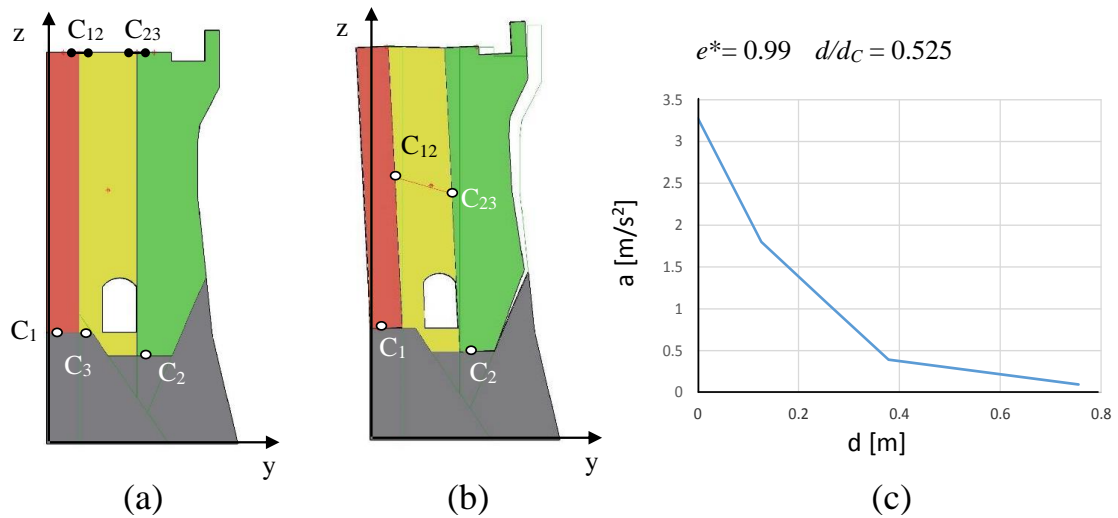 z
C12
C23
C1
C3
C2
y
(a)
z
C12
C23
C1
C2
y
(b)
e*= 0.99 d/dC = 0.525
a [m/s²]
3.5
3
2.5
2
1.5
1
0.5
0
0
0.2
0.4
0.6
0.8
d [m]
(c)